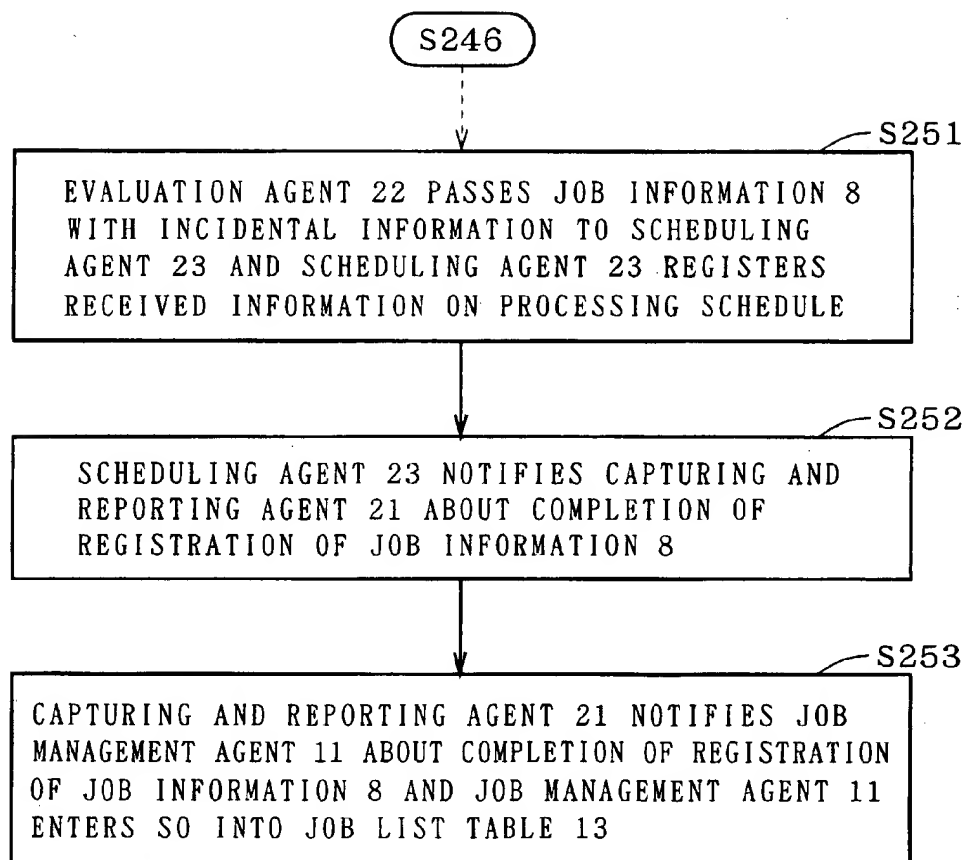 S246
S251
EVALUATION AGENT 22 PASSES JOB INFORMATION 8
WITH INCIDENTAL INFORMATION TO SCHEDULING
AGENT 23 AND SCHEDULING AGENT 23 REGISTERS
RECEIVED INFORMATION ON PROCESSING SCHEDULE
S252
SCHEDULING AGENT 23 NOTIFIES CAPTURING AND
REPORTING AGENT 21 ABOUT COMPLETION OF
REGISTRATION OF JOB INFORMATION 8
S253
CAPTURING AND REPORTING AGENT 21 NOTIFIES JOB
MANAGEMENT AGENT 11 ABOUT COMPLETION OF REGISTRATION
OF JOB INFORMATION 8 AND JOB MANAGEMENT AGENT 11
ENTERS SO INTO JOB LIST TABLE 13